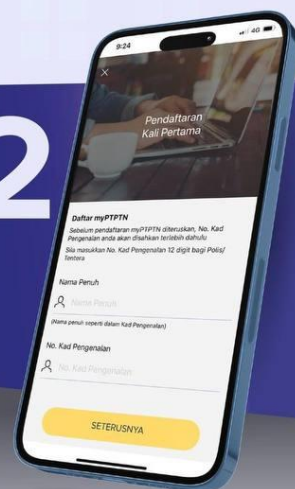 2
9:24
4G
Pendaftaran
Kali Pertama
Daftar myPTPTN
Sebelum pendaftaran myPTPTN diteruskan, No. Kad
Pengenalan anda akan disahkan terlebih dahulu
Sila masukkan No. Kad Pengenalan 12 digit bagi Polis/
Tentera
Nama Penuh
Nama Penuh
(Nama penuh seperti dalam Kad Pengenalan)
No. Kad Pengenalan
No. Kad Pengenalan
SETERUSNYA